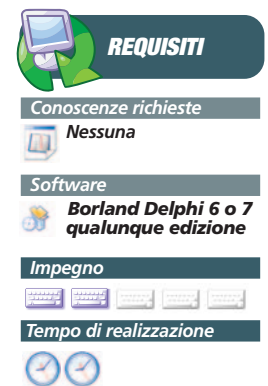 REQUISITI
Conoscenze richieste
Nessuna
Software
Borland Delphi 6 o 7
qualunque edizione
Impegno
Tempo di realizzazione